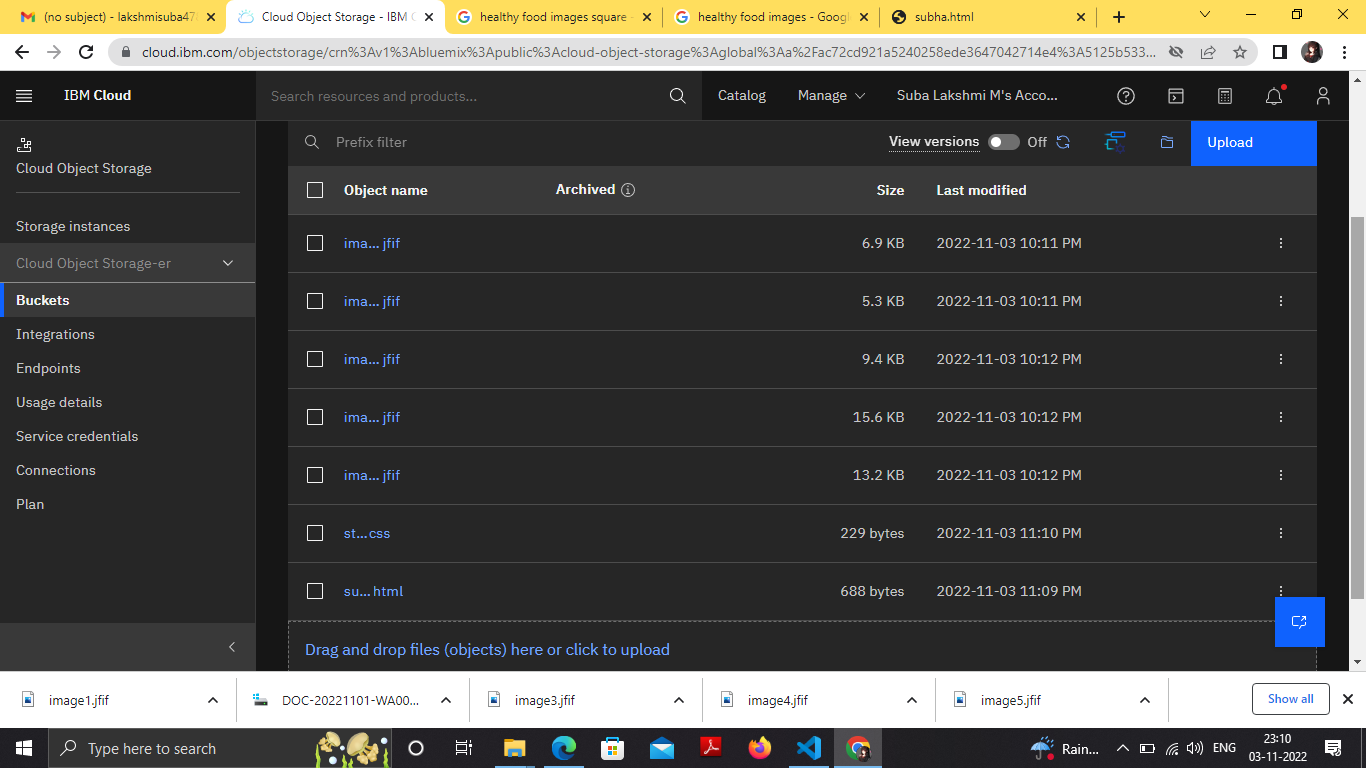 (no subject) - lakshmisuba47
Cloud Object Storage - IBM C
healthy food images square -
healthy food images - Google
subha.html
cloud.ibm.com/objectstorage/crn%3Av1%3Abluemix%3Apublic%3Acloud-object-storage%3Aglobal%3Aa%2Fac72cd921a5240258ede3647042714e4%3A5125b533...
IBM Cloud
Search resources and products...
Catalog
Manage
Suba Lakshmi M's Acco...
Cloud Object Storage
Storage instances
Cloud Object Storage-er
Buckets
Integrations
Endpoints
Usage details
Service credentials
Connections
Plan
Prefix filter
View versions Off
Upload
Object name Archived Size Last modified
ima... jfif 6.9 KB 2022-11-03 10:11 PM
ima... jfif 5.3 KB 2022-11-03 10:11 PM
ima... jfif 9.4 KB 2022-11-03 10:12 PM
ima... jfif 15.6 KB 2022-11-03 10:12 PM
ima... jfif 13.2 KB 2022-11-03 10:12 PM
st...css 229 bytes 2022-11-03 11:10 PM
su... html 688 bytes 2022-11-03 11:09 PM
Drag and drop files (objects) here or click to upload
image1.jfif
DOC-20221101-WA00...
image3.jfif
image4.jfif
image5.jfif
Show all
Type here to search
Rain...
ENG
23:10
03-11-2022